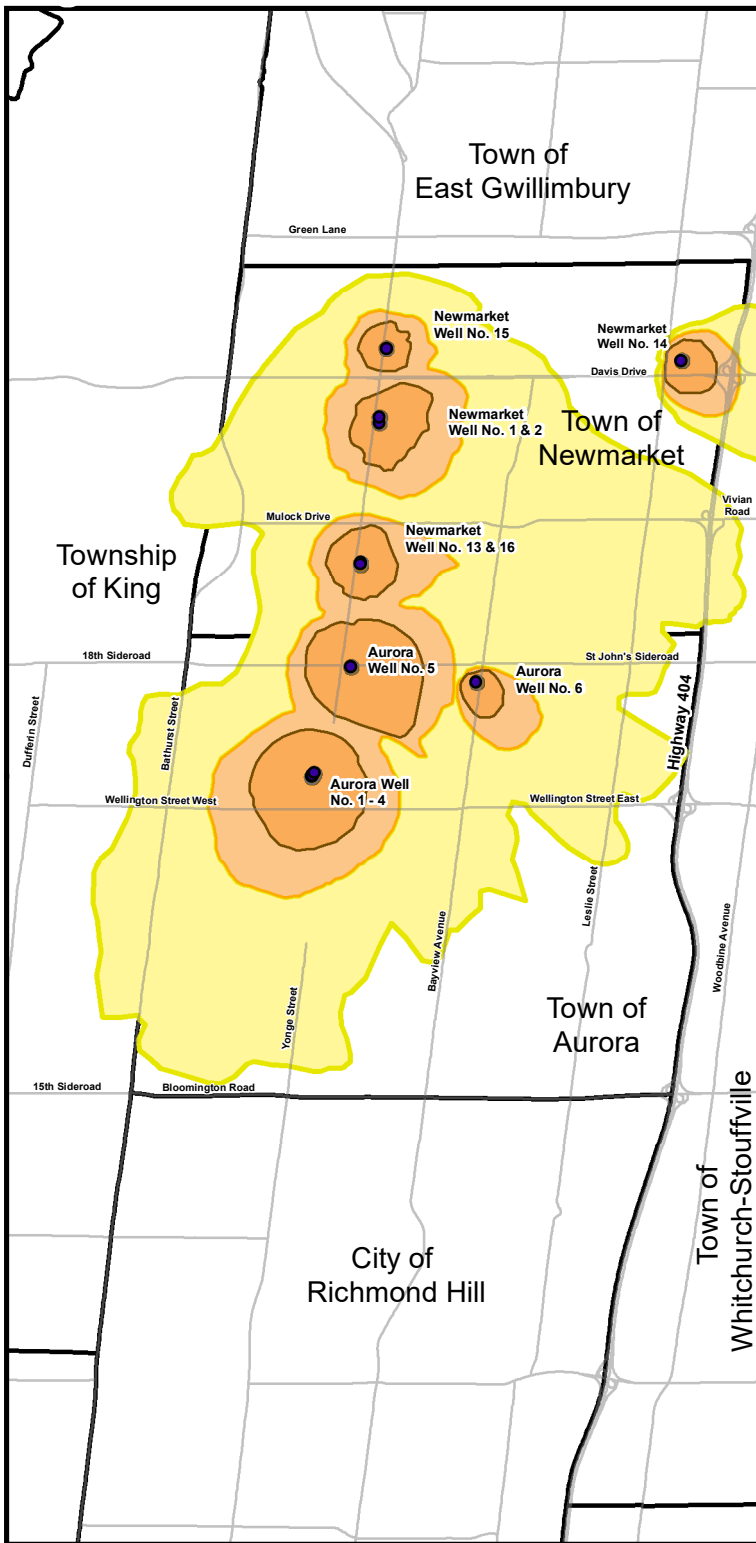 Town of
East Gwillimbury
Green Lane
Newmarket
Well No. 15
Newmarket
Well No. 14
Davis Drive
Newmarket
Well No. 1 & 2
Town of
Newmarket
Vivian
Road
Mulock Drive
Newmarket
Well No. 13 & 16
Township
of King
18th Sideroad
St John's Sideroad
Aurora
Well No. 5
Aurora
Well No. 6
Dufferin Street
Bathurst Street
Highway 404
Aurora Well
No. 1 - 4
Wellington Street West
Wellington Street East
Leslie Street
Bayview Avenue
Woodbine Avenue
Yonge Street
Town of
Aurora
15th Sideroad
Bloomington Road
Town of
Whitchurch-Stouffville
City of
Richmond Hill